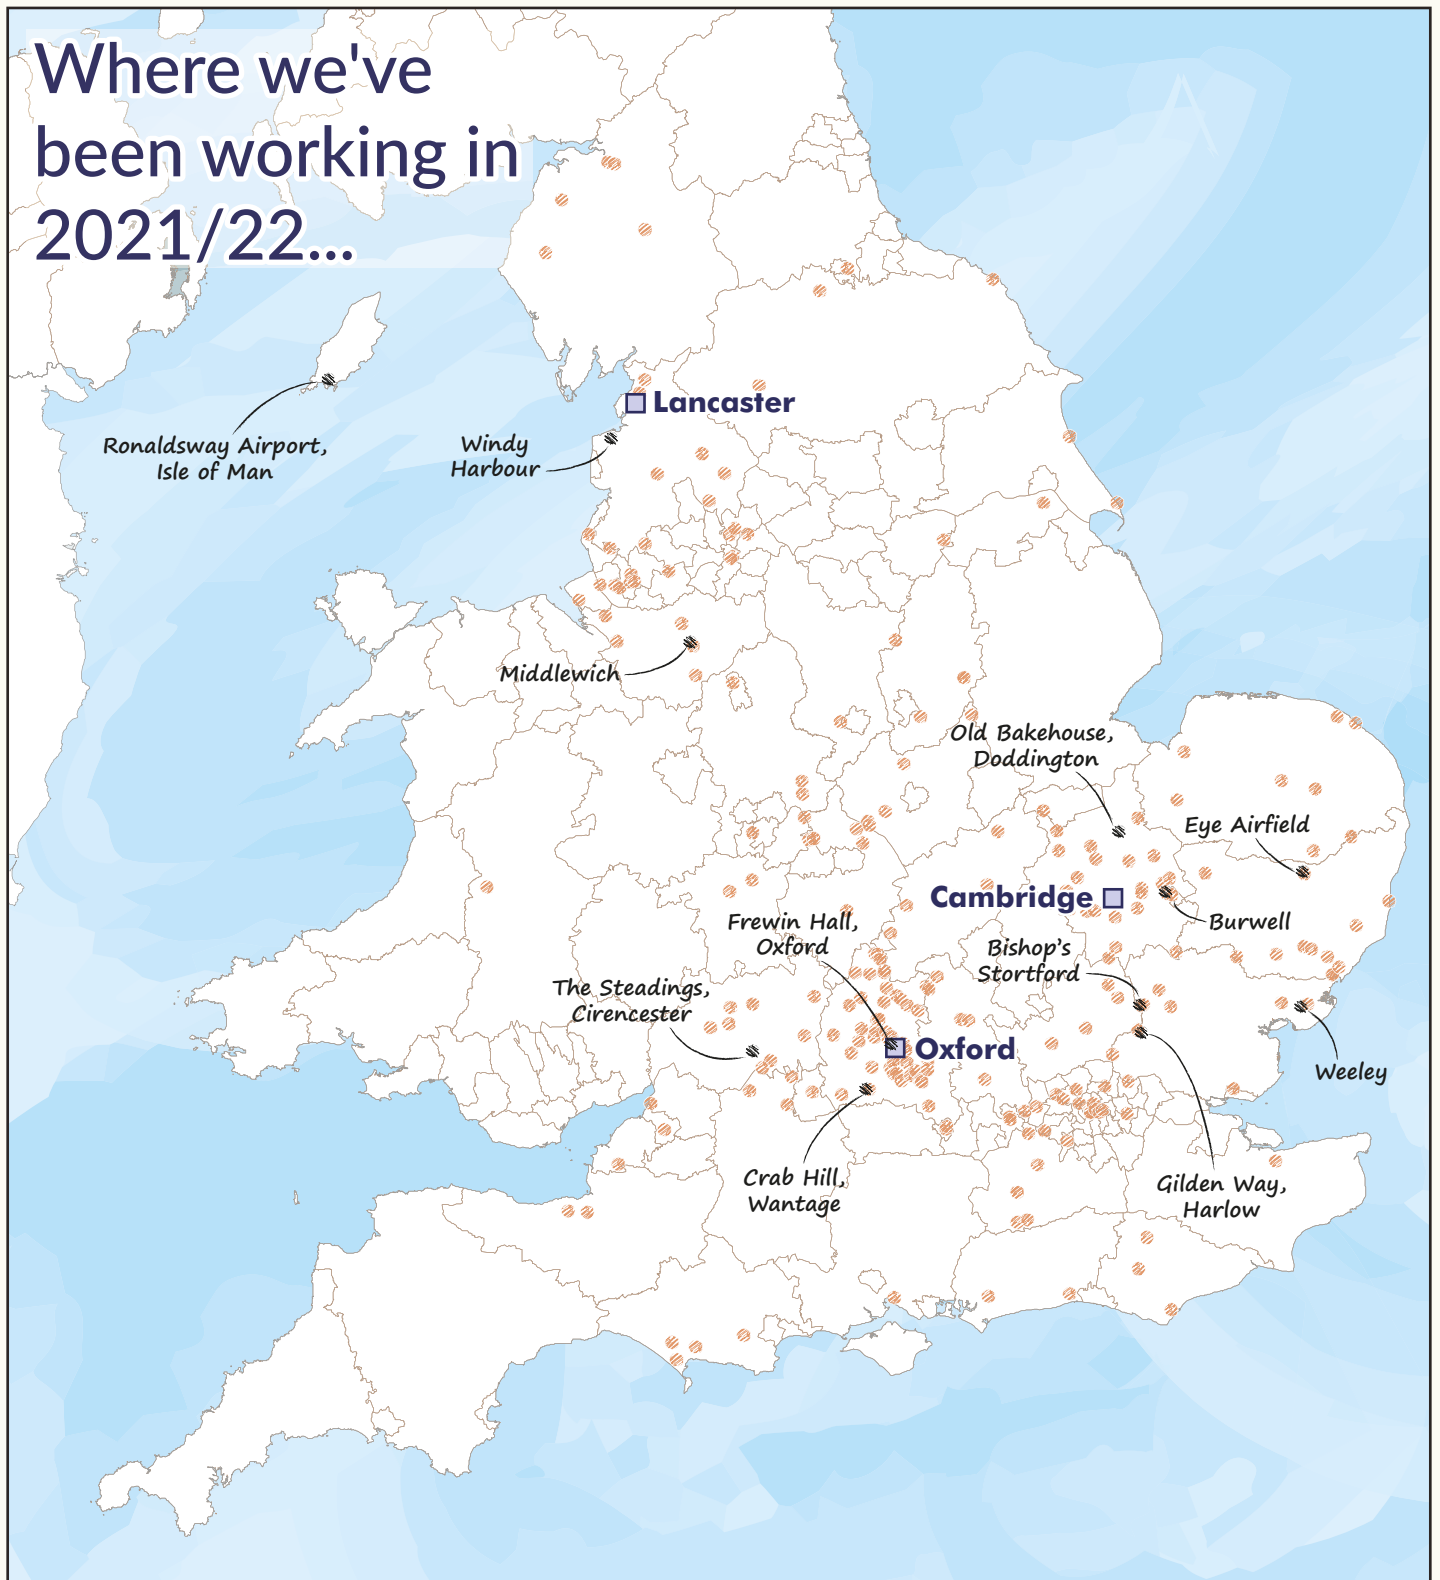 Where we've
been working in
2021/22...
Lancaster
Ronaldsway Airport,
Isle of Man
Windy
Harbour
Middlewich
Old Bakehouse,
Doddington
Eye Airfield
Cambridge
Burwell
Frewin Hall,
Oxford
Bishop's
Stortford
The Steadings,
Cirencester
Oxford
Weeley
Crab Hill,
Wantage
Gilden Way,
Harlow